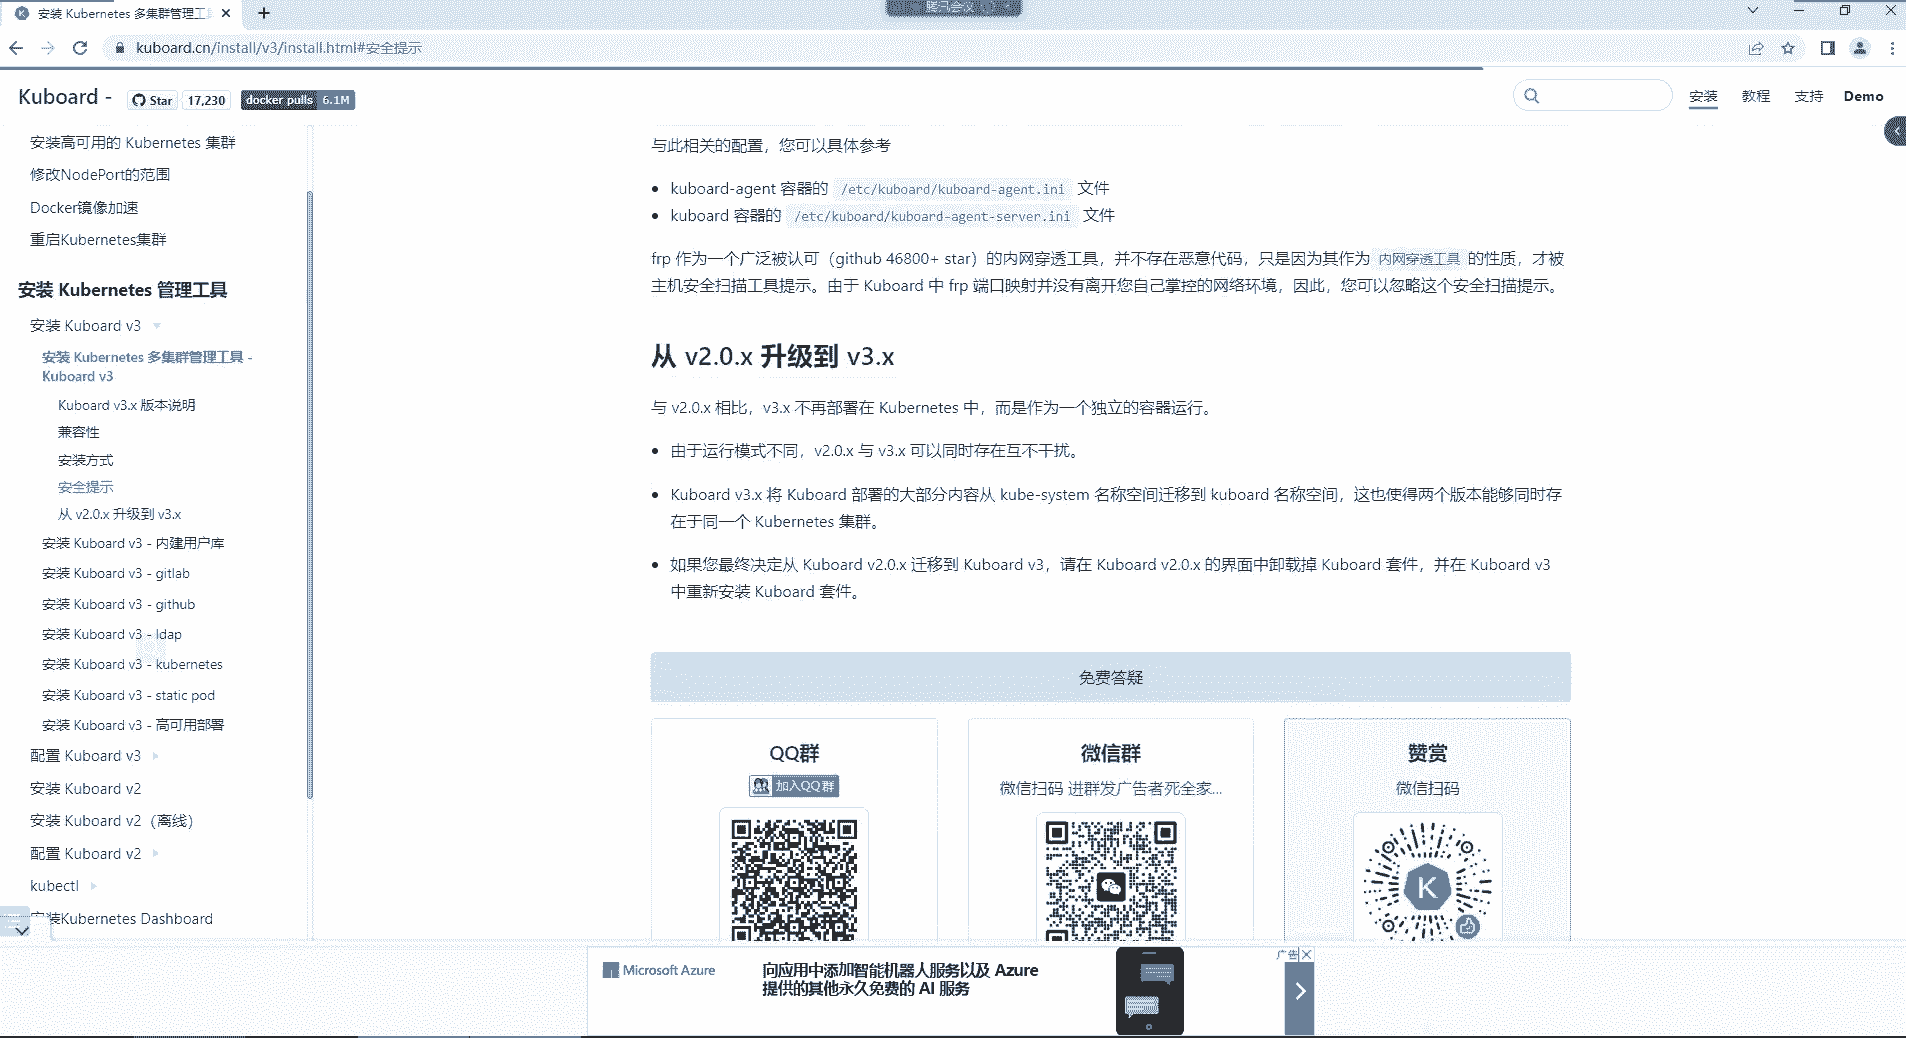 安装 Kubernetes 多集群管理工
腾讯会议
kuboard.cn/install/v3/install.html#安全提示
Kuboard -
Star
17,230
docker pulls 6.1M
安装
教程
支持
Demo
安装高可用的 Kubernetes 集群
修改NodePort的范围
Docker镜像加速
重启Kubernetes集群
安装 Kubernetes 管理工具
安装 Kuboard v3
安装 Kubernetes 多集群管理工具 -
Kuboard v3
Kuboard v3.x 版本说明
兼容性
安装方式
安全提示
从 v2.0.x 升级到 v3.x
安装 Kuboard v3 - 内建用户库
安装 Kuboard v3 - gitlab
安装 Kuboard v3 - github
安装 Kuboard v3 - ldap
安装 Kuboard v3 - kubernetes
安装 Kuboard v3 - static pod
安装 Kuboard v3 - 高可用部署
配置 Kuboard v3
安装 Kuboard v2
安装 Kuboard v2（离线）
配置 Kuboard v2
kubectl
安装Kubernetes Dashboard
与此相关的配置，您可以具体参考
kuboard-agent 容器的 /etc/kuboard/kuboard-agent.ini 文件
kuboard 容器的 /etc/kuboard/kuboard-agent-server.ini 文件
frp 作为一个广泛被认可（github 46800+ star）的内网穿透工具，并不存在恶意代码，只是因为其作为 内网穿透工具 的性质，才被
主机安全扫描工具提示。由于 Kuboard 中 frp 端口映射并没有离开您自己掌控的网络环境，因此，您可以忽略这个安全扫描提示。
从 v2.0.x 升级到 v3.x
与 v2.0.x 相比，v3.x 不再部署在 Kubernetes 中，而是作为一个独立的容器运行。
由于运行模式不同，v2.0.x 与 v3.x 可以同时存在互不干扰。
Kuboard v3.x 将 Kuboard 部署的大部分内容从 kube-system 名称空间迁移到 kuboard 名称空间，这也使得两个版本能够同时存
在于同一个 Kubernetes 集群。
如果您最终决定从 Kuboard v2.0.x 迁移到 Kuboard v3，请在 Kuboard v2.0.x 的界面中卸载掉 Kuboard 套件，并在 Kuboard v3
中重新安装 Kuboard 套件。
免费答疑
QQ群
加入QQ群
微信群
微信扫码 进群发广告者死全家...
赞赏
微信扫码
K
Microsoft Azure
向应用中添加智能机器人服务以及 Azure
提供的其他永久免费的 AI 服务
广告